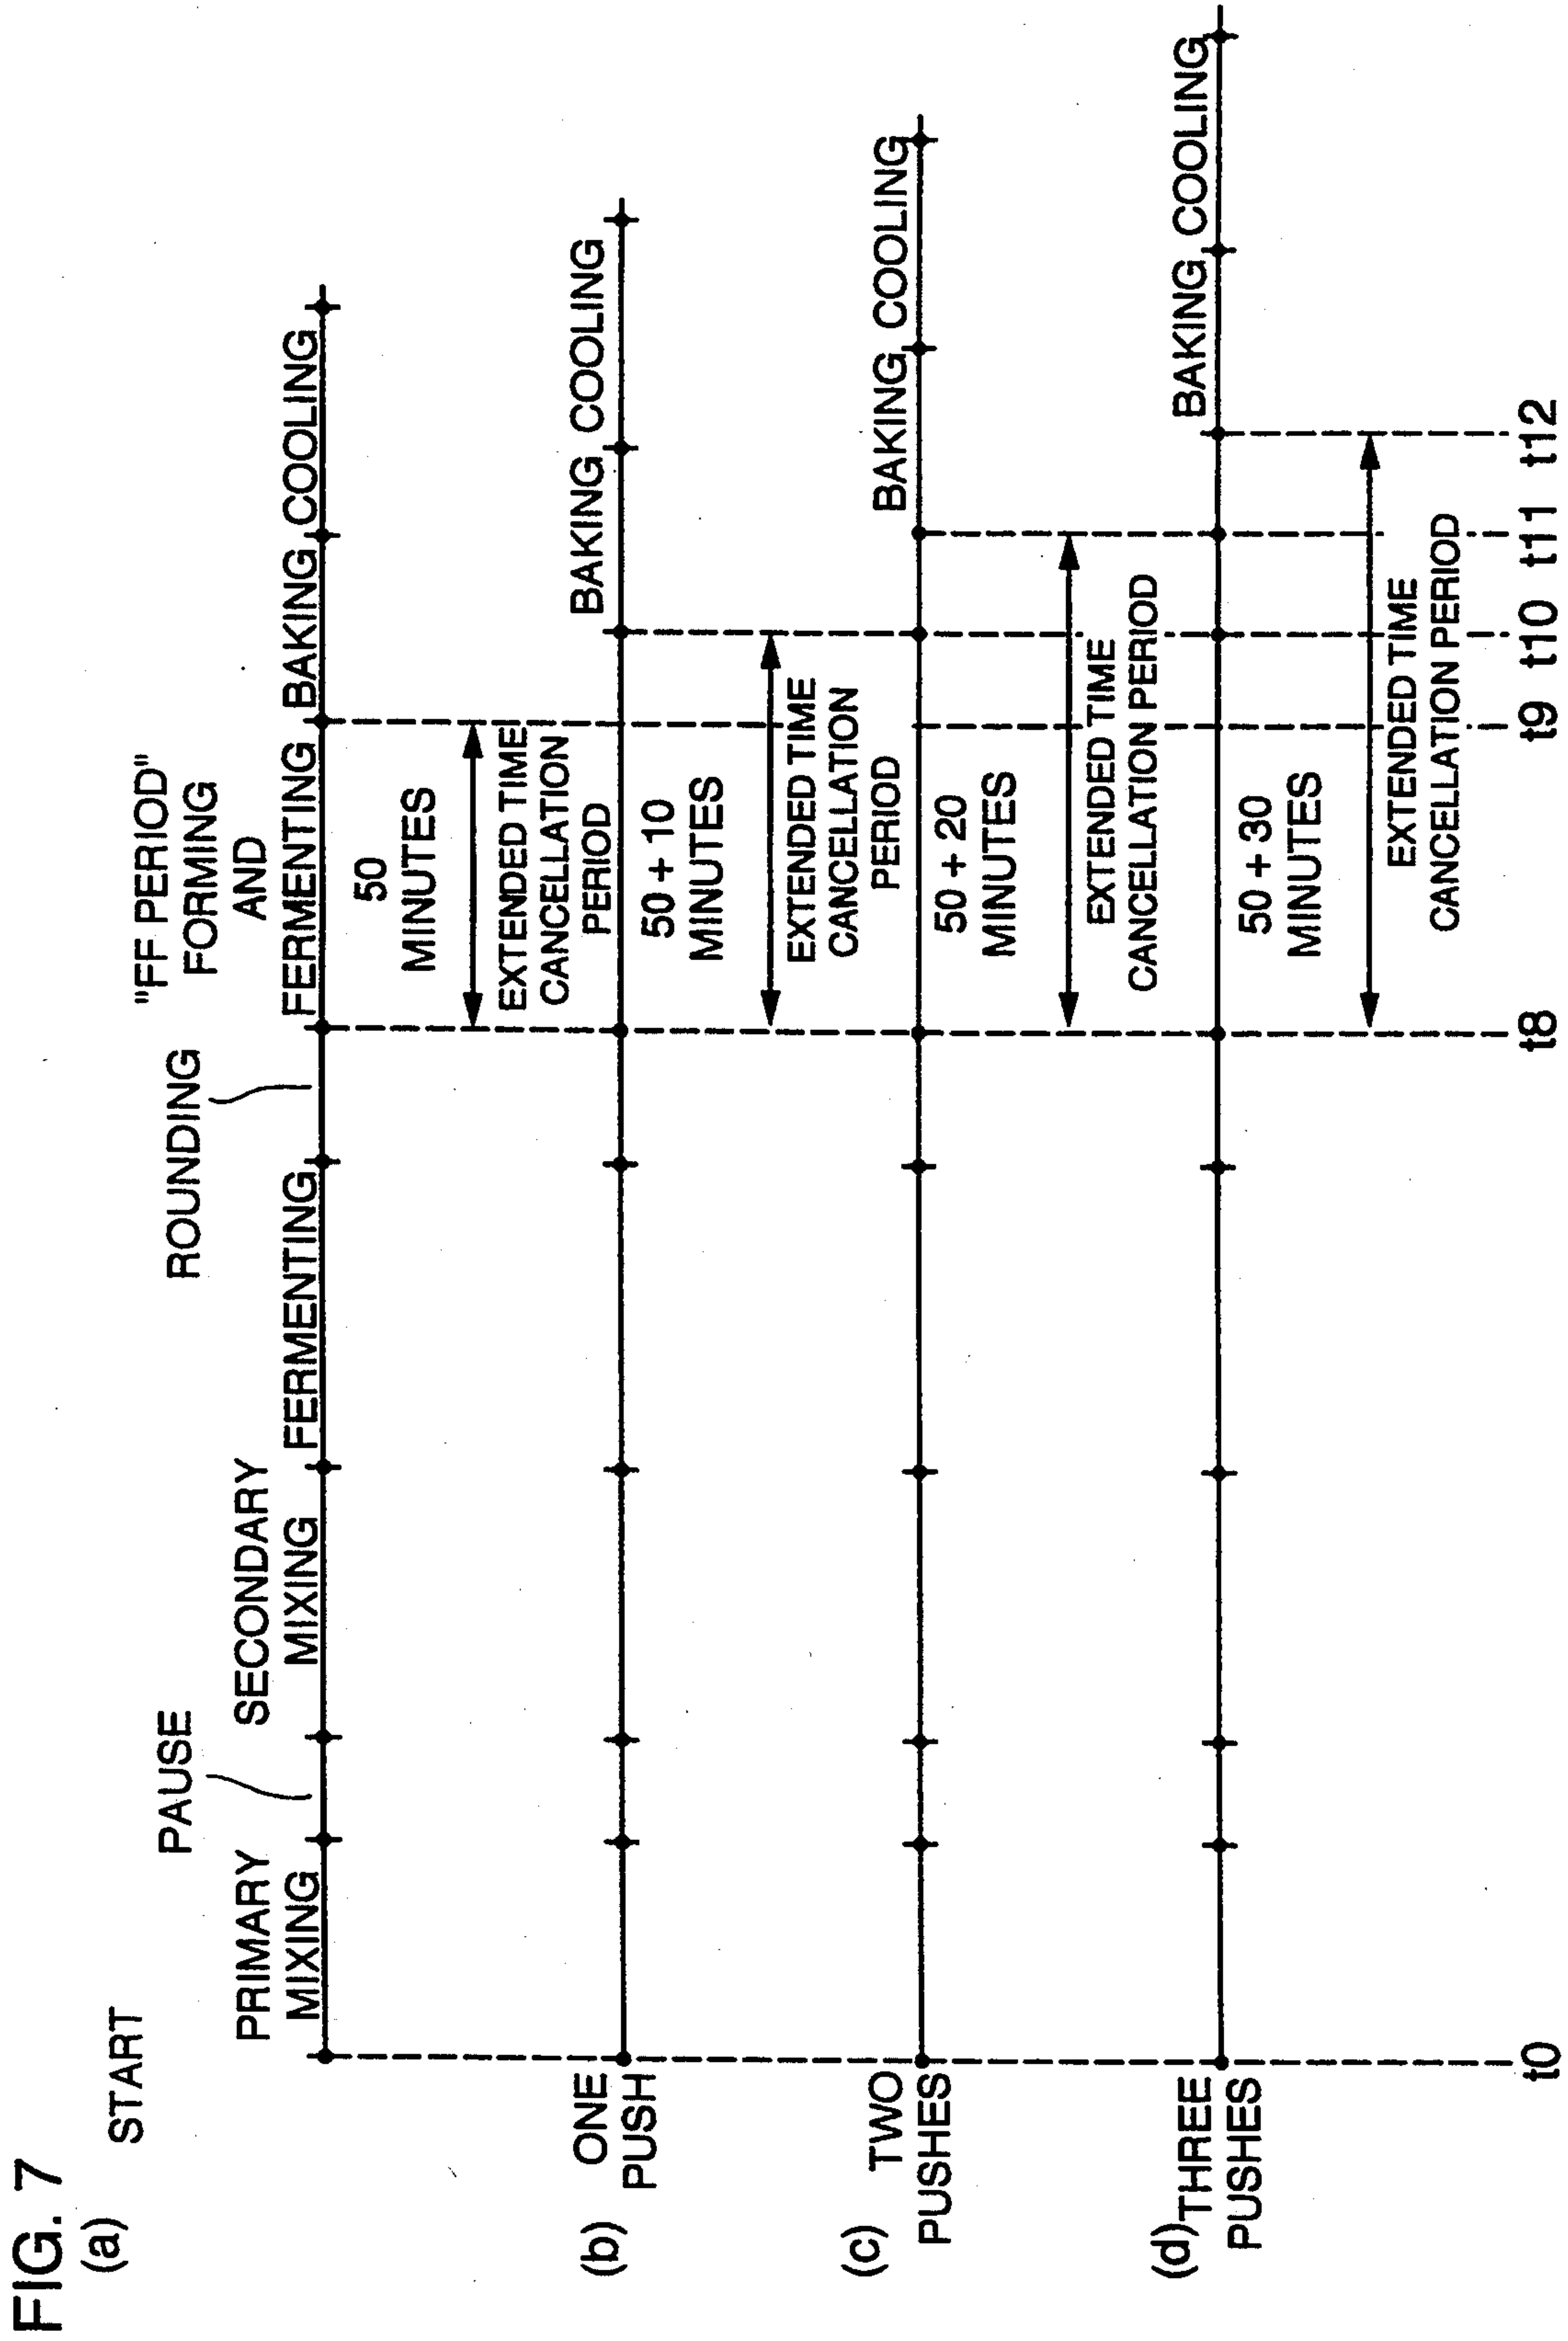 FIG. 7
(a)
START
PRIMARY
MIXING
PAUSE
SECONDARY
MIXING
FERMENTING
ROUNDING
"FF PERIOD"
FORMING
AND
FERMENTING
BAKING
COOLING
50
MINUTES
EXTENDED TIME
CANCELLATION
PERIOD
(b)
ONE
PUSH
BAKING
COOLING
50 + 10
MINUTES
EXTENDED TIME
CANCELLATION
PERIOD
(c)
TWO
PUSHES
BAKING
COOLING
50 + 20
MINUTES
EXTENDED TIME
CANCELLATION PERIOD
(d)
THREE
PUSHES
BAKING
COOLING
50 + 30
MINUTES
EXTENDED TIME
CANCELLATION PERIOD
t0
t8
t9
t10
t11
t12